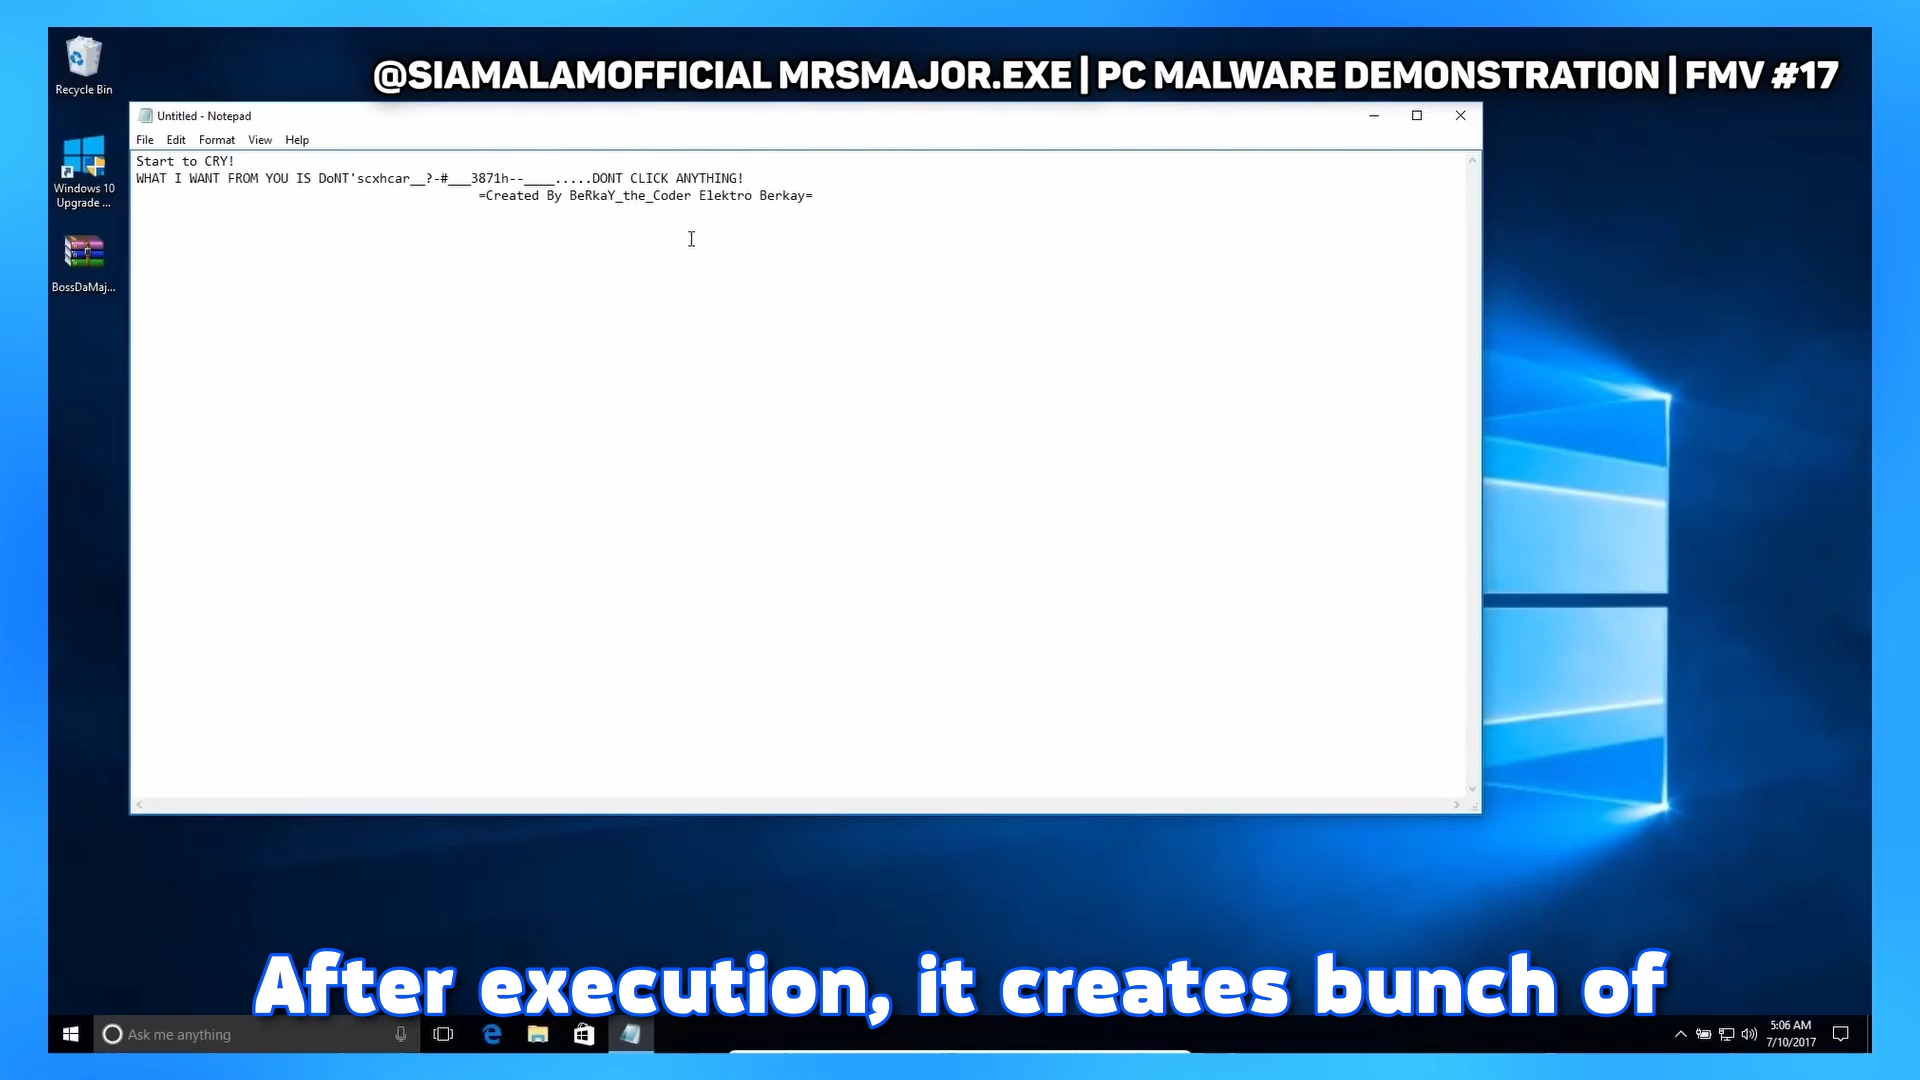 @SIAMALAMOFFICIAL MRSMAJOR.EXE | PC MALWARE DEMONSTRATION | FMV #17
Recycle Bin
Windows 10
Upgrade ...
BossDaMaj...
Untitled - Notepad
File Edit Format View Help
Start to CRY!
WHAT I WANT FROM YOU IS DoNT'scxhcar__?-#___3871h--____.....DONT CLICK ANYTHING!
=Created By BeRkaY_the_Coder Elektro Berkay=
After execution, it creates bunch of
Ask me anything
5:06 AM
7/10/2017